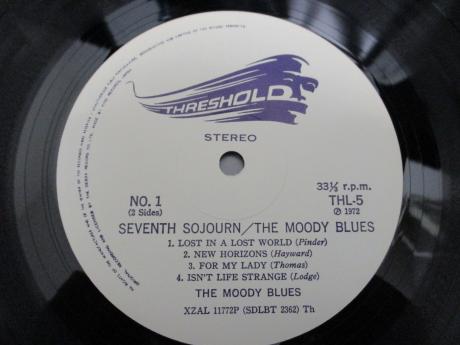 THRESHOLD
STEREO
NO. 1
(2 Sides)
33⅓ r.p.m.
THL-5
Ⓟ 1972
SEVENTH SOJOURN/THE MOODY BLUES
1. LOST IN A LOST WORLD (Pinder)
2. NEW HORIZONS (Hayward)
3. FOR MY LADY (Thomas)
4. ISN'T LIFE STRANGE (Lodge)
THE MOODY BLUES
XZAL 11772P (SDLBT 2362) Th